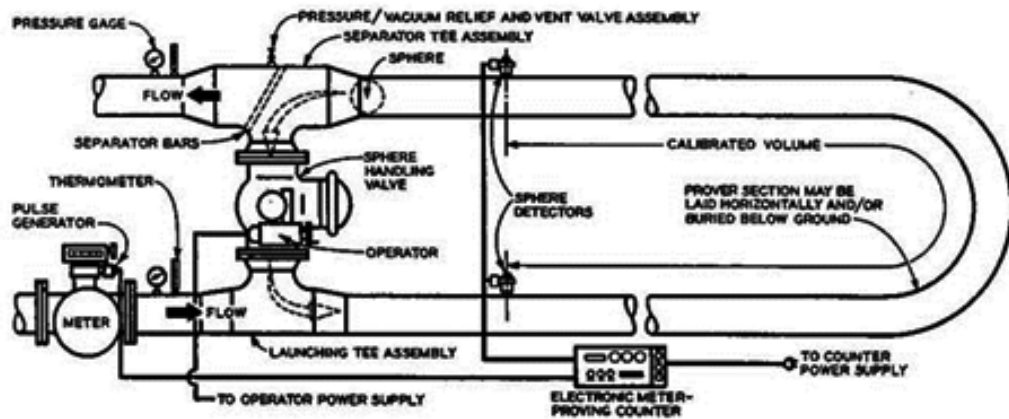 PRESSURE/VACUUM RELIEF AND VENT VALVE ASSEMBLY
PRESSURE GAGE
SEPARATOR TEE ASSEMBLY
SPHERE
FLOW
SEPARATOR BARS
CALIBRATED VOLUME
SPHERE
HANDLING
VALVE
THERMOMETER
PULSE
GENERATOR
SPHERE
DETECTORS
PROVER SECTION MAY BE
LAID HORIZONTALLY AND/OR
BURIED BELOW GROUND
OPERATOR
METER
FLOW
LAUNCHING TEE ASSEMBLY
TO COUNTER
POWER SUPPLY
TO OPERATOR POWER SUPPLY
ELECTRONIC METER-
PROVING COUNTER